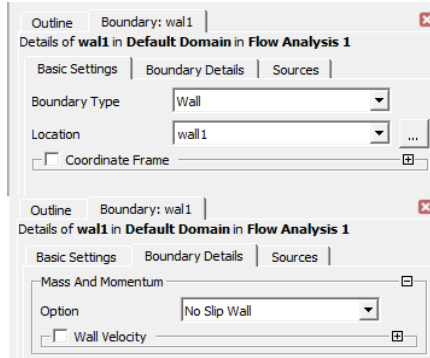 Outline Boundary: wal1
Details of wal1 in Default Domain in Flow Analysis 1
Basic Settings Boundary Details Sources
Boundary Type Wall
Location wall1 ...
Coordinate Frame
Outline Boundary: wal1
Details of wal1 in Default Domain in Flow Analysis 1
Basic Settings Boundary Details Sources
Mass And Momentum
Option No Slip Wall
Wall Velocity